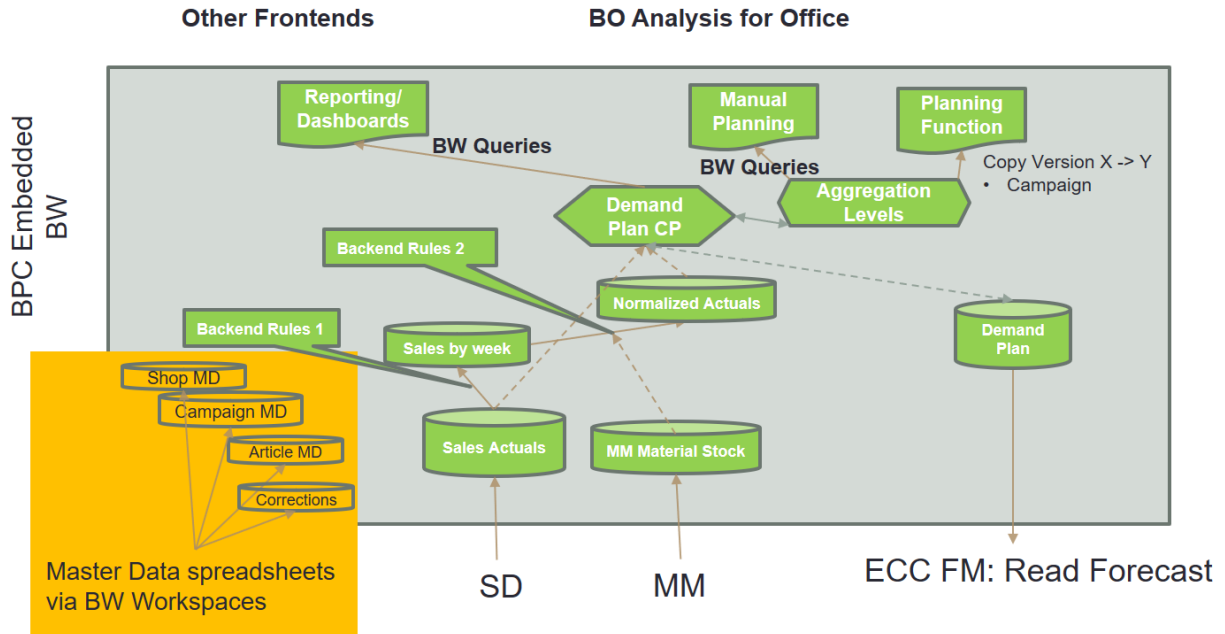 Other Frontends
BO Analysis for Office
BPC Embedded
BW
Reporting/
Dashboards
Manual
Planning
Planning
Function
BW Queries
BW Queries
Copy Version X -> Y
• Campaign
Demand
Plan CP
Aggregation
Levels
Backend Rules 2
Normalized Actuals
Backend Rules 1
Sales by week
Demand
Plan
Shop MD
Campaign MD
Article MD
Corrections
Sales Actuals
MM Material Stock
Master Data spreadsheets
via BW Workspaces
SD
MM
ECC FM: Read Forecast